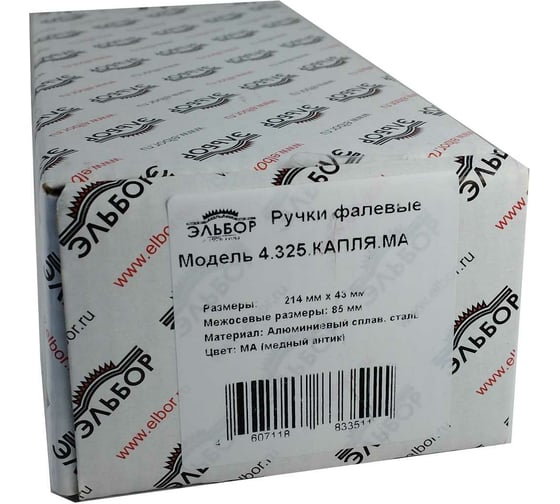 ЭЛЬБОР
Ручки фалевые
Модель 4.325.КАПЛЯ.МА
Размеры: 214 мм х 43 мм
Межосевые размеры: 85 мм
Материал: Алюминиевый сплав, сталь
Цвет: МА (медный антик)
4 607118 833511
ЭЛЬБОР
www.elbor.ru
ЭЛЬБОР
www.elbor.ru